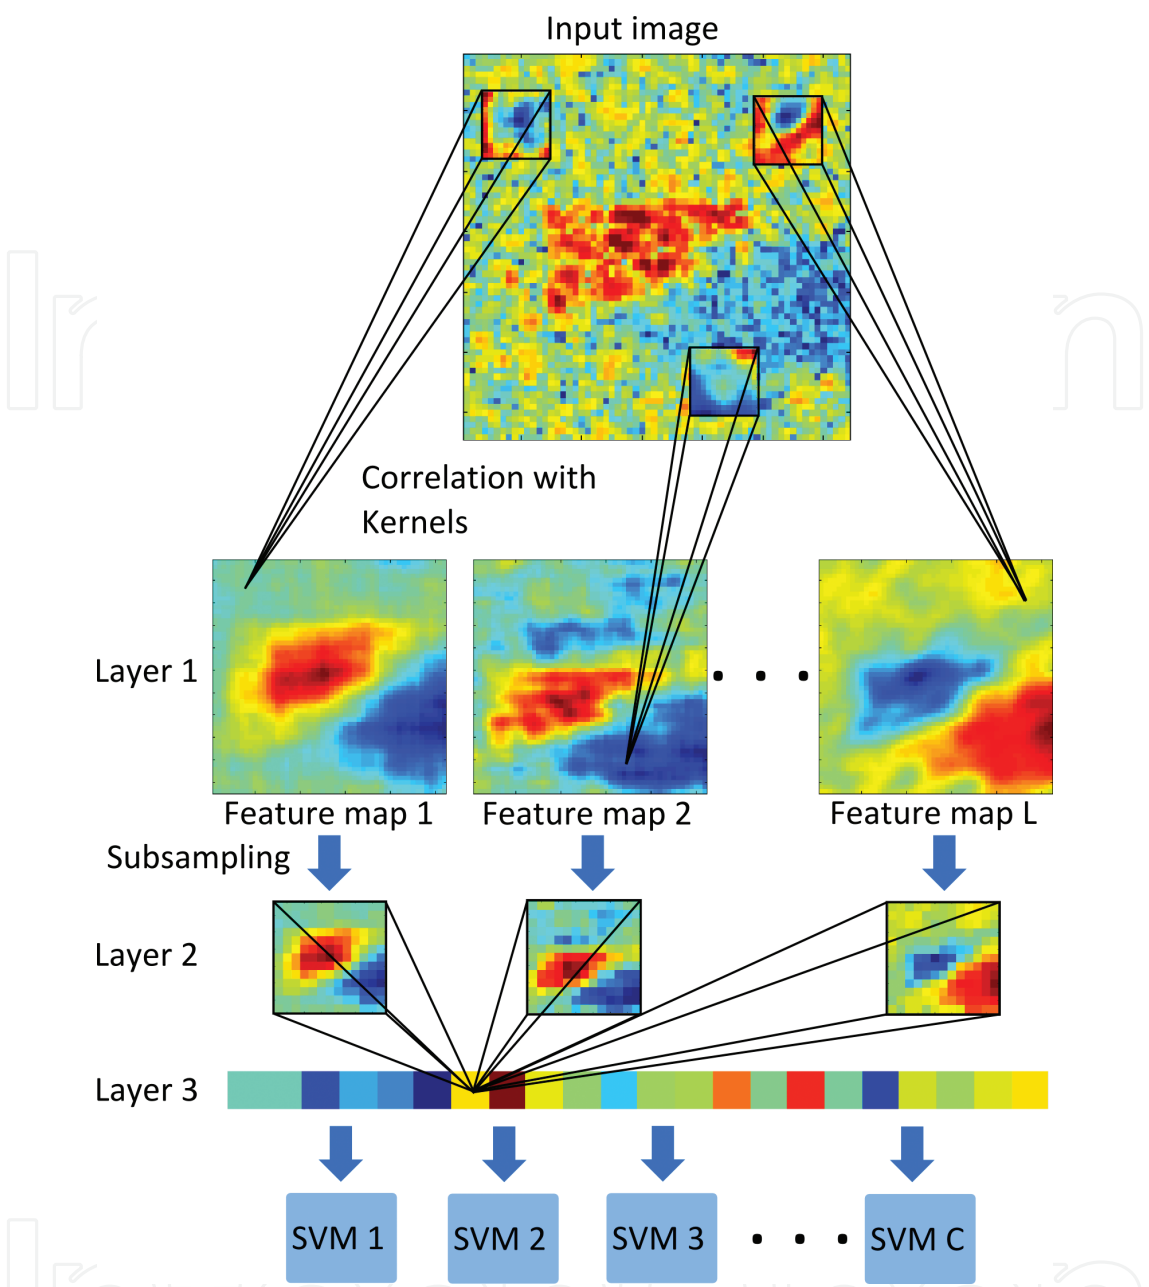 Input image
Correlation with
Kernels
Layer 1
Feature map 1
Feature map 2
Feature map L
Subsampling
Layer 2
Layer 3
SVM 1
SVM 2
SVM 3
SVM C